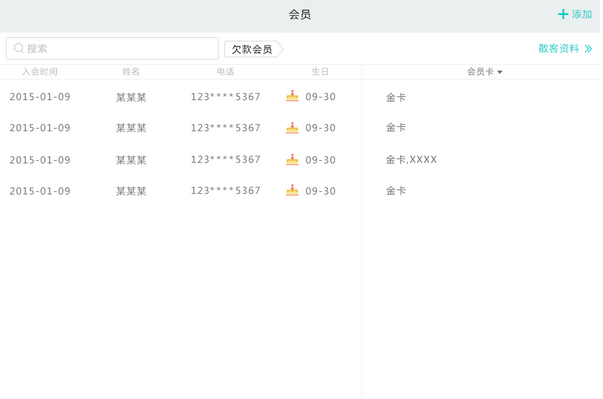 会员
添加
搜索
欠款会员
散客资料
入会时间 姓名 电话 生日 会员卡
2015-01-09 某某某 123****5367 09-30 金卡
2015-01-09 某某某 123****5367 09-30 金卡
2015-01-09 某某某 123****5367 09-30 金卡,XXXX
2015-01-09 某某某 123****5367 09-30 金卡